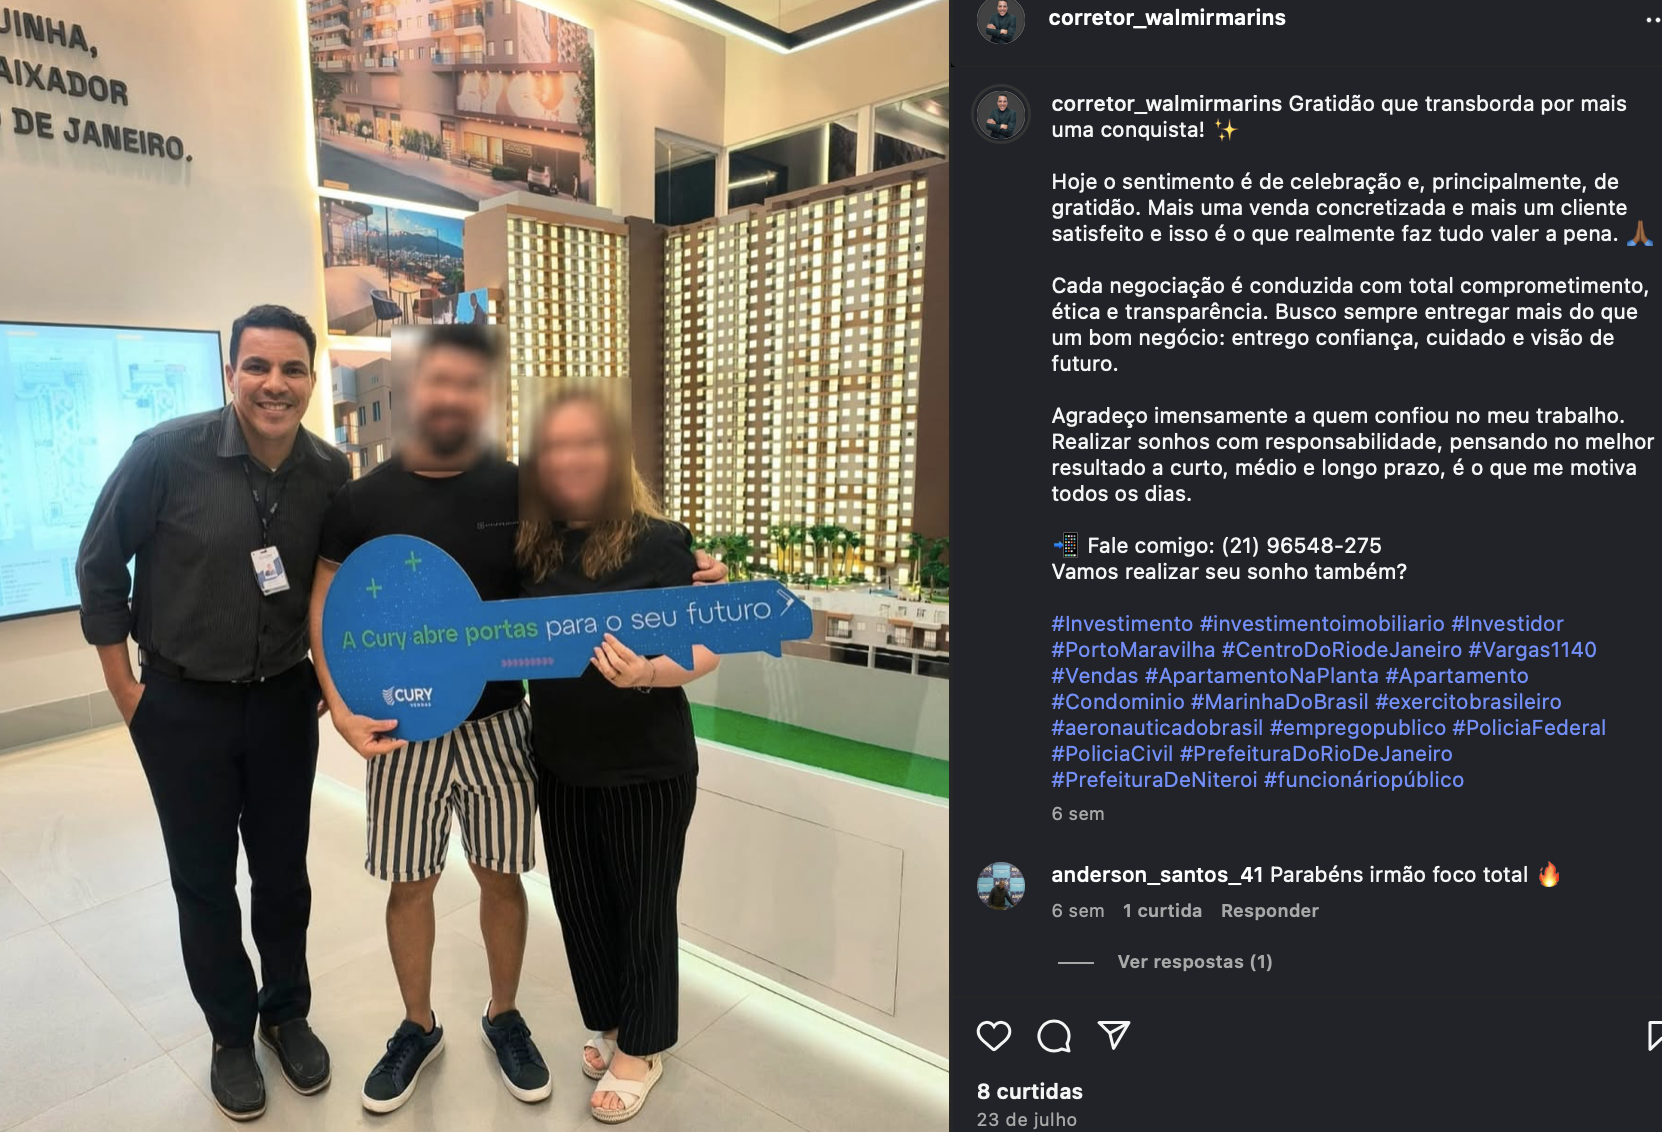 UINHA,
AIXADOR
DE JANEIRO.
A Cury abre portas para o seu futuro
CURY
VENDAS
corretor_walmirmarins
corretor_walmirmarins Gratidão que transborda por mais
uma conquista! ✨
Hoje o sentimento é de celebração e, principalmente, de
gratidão. Mais uma venda concretizada e mais um cliente
satisfeito e isso é o que realmente faz tudo valer a pena. 🙏🏾
Cada negociação é conduzida com total comprometimento,
ética e transparência. Busco sempre entregar mais do que
um bom negócio: entrego confiança, cuidado e visão de
futuro.
Agradeço imensamente a quem confiou no meu trabalho.
Realizar sonhos com responsabilidade, pensando no melhor
resultado a curto, médio e longo prazo, é o que me motiva
todos os dias.
📲 Fale comigo: (21) 96548-275
Vamos realizar seu sonho também?
#Investimento #investimentoimobiliario #Investidor
#PortoMaravilha #CentroDoRiodeJaneiro #Vargas1140
#Vendas #ApartamentoNaPlanta #Apartamento
#Condominio #MarinhaDoBrasil #exercitobrasileiro
#aeronauticadobrasil #empregopublico #PoliciaFederal
#PoliciaCivil #PrefeituraDoRioDeJaneiro
#PrefeituraDeNiteroi #funcionáriopúblico
6 sem
anderson_santos_41 Parabéns irmão foco total 🔥
6 sem 1 curtida Responder
Ver respostas (1)
8 curtidas
23 de julho